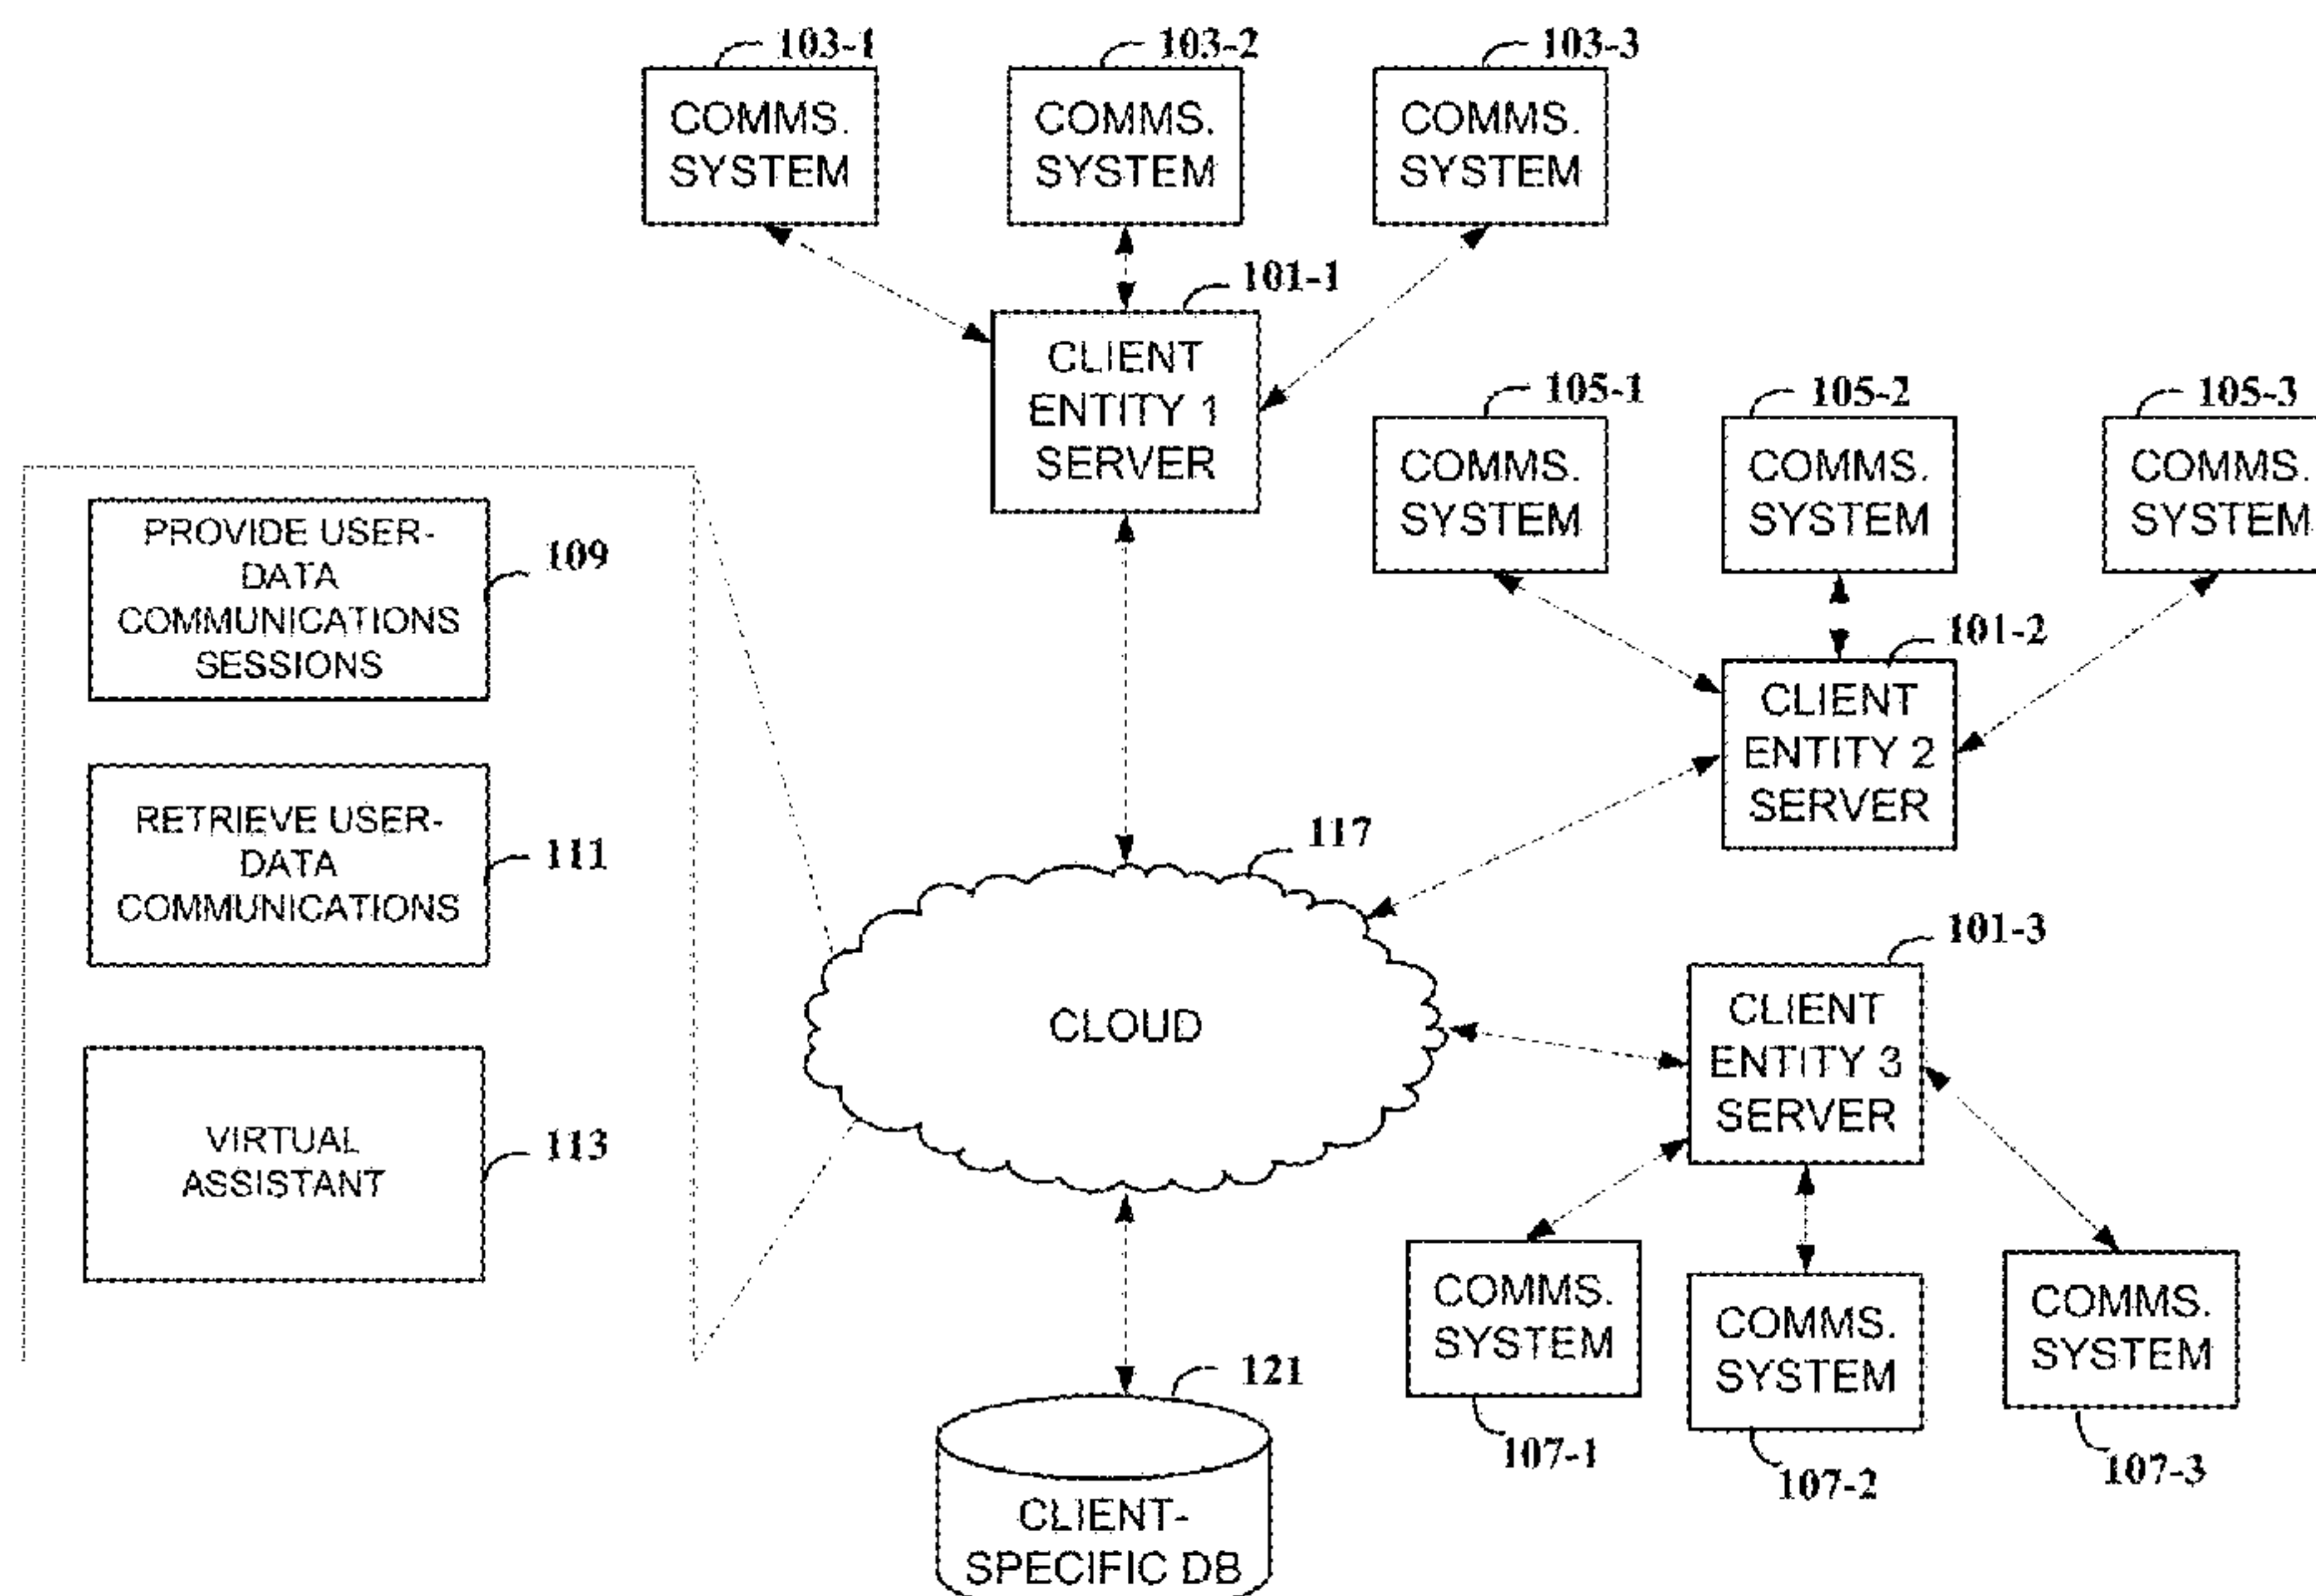 103-1
COMMS.
SYSTEM
103-2
COMMS.
SYSTEM
103-3
COMMS.
SYSTEM
101-1
CLIENT
ENTITY 1
SERVER
105-1
COMMS.
SYSTEM
105-2
COMMS.
SYSTEM
105-3
COMMS.
SYSTEM
101-2
CLIENT
ENTITY 2
SERVER
PROVIDE USER-
DATA
COMMUNICATIONS
SESSIONS
109
RETRIEVE USER-
DATA
COMMUNICATIONS
111
VIRTUAL
ASSISTANT
113
117
CLOUD
101-3
CLIENT
ENTITY 3
SERVER
COMMS.
SYSTEM
107-1
COMMS.
SYSTEM
107-2
COMMS.
SYSTEM
107-3
121
CLIENT-
SPECIFIC DB